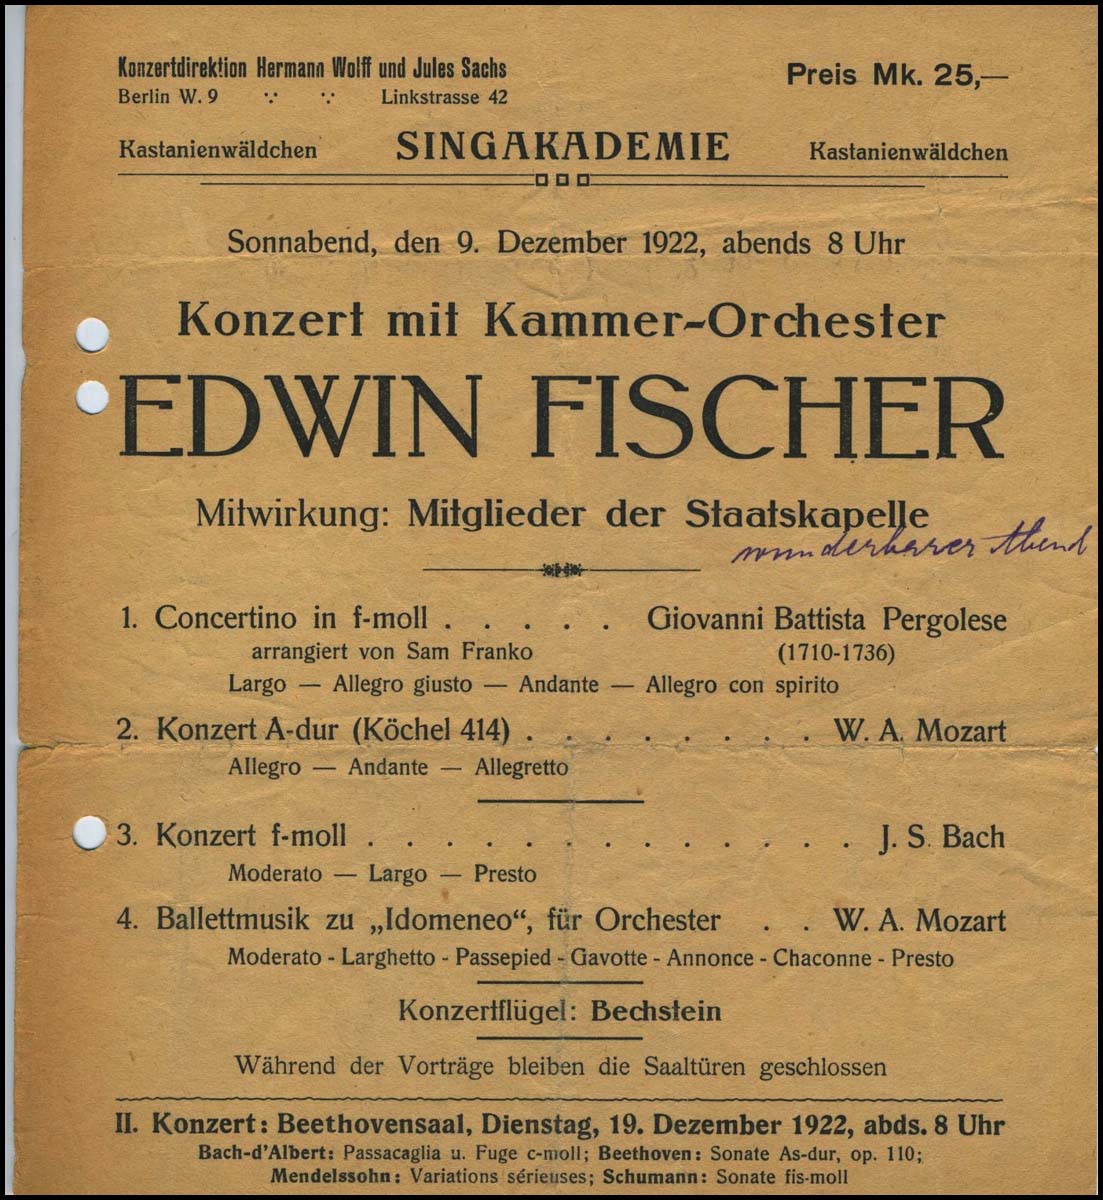 Konzertdirektion Hermann Wolff und Jules Sachs
Preis Mk. 25,—
Berlin W. 9 Linkstrasse 42
Kastanienwäldchen SINGAKADEMIE Kastanienwäldchen
Sonnabend, den 9. Dezember 1922, abends 8 Uhr
Konzert mit Kammer-Orchester
EDWIN FISCHER
Mitwirkung: Mitglieder der Staatskapelle
wunderbarer Abend
1. Concertino in f-moll . . . . . Giovanni Battista Pergolese
arrangiert von Sam Franko (1710-1736)
Largo — Allegro giusto — Andante — Allegro con spirito
2. Konzert A-dur (Köchel 414) . . . . . . . . W. A. Mozart
Allegro — Andante — Allegretto
3. Konzert f-moll . . . . . . . . . . . . . J. S. Bach
Moderato — Largo — Presto
4. Ballettmusik zu „Idomeneo“, für Orchester . . W. A. Mozart
Moderato - Larghetto - Passepied - Gavotte - Annonce - Chaconne - Presto
Konzertflügel: Bechstein
Während der Vorträge bleiben die Saaltüren geschlossen
II. Konzert: Beethovensaal, Dienstag, 19. Dezember 1922, abds. 8 Uhr
Bach-d'Albert: Passacaglia u. Fuge c-moll; Beethoven: Sonate As-dur, op. 110;
Mendelssohn: Variations sérieuses; Schumann: Sonate fis-moll